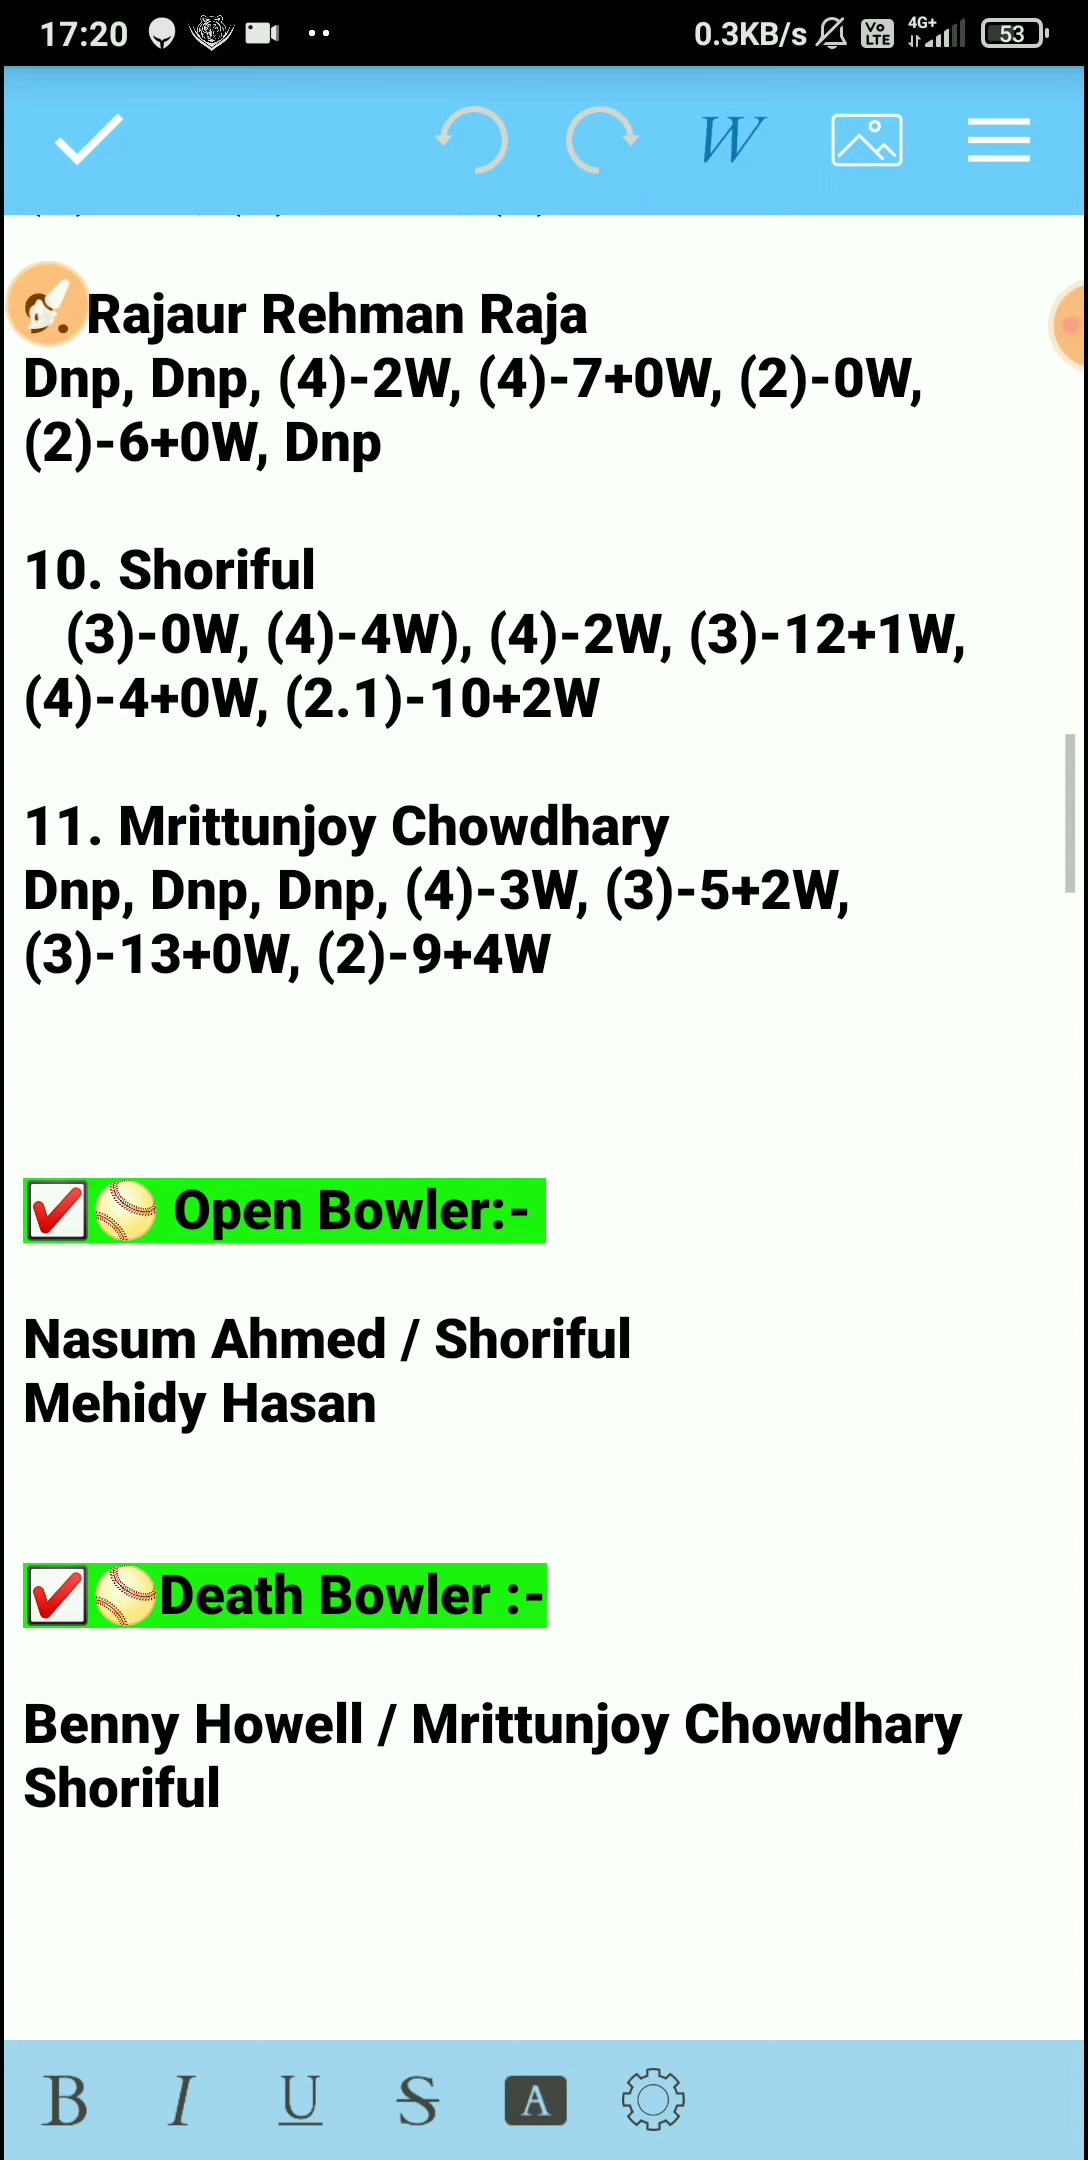 17:20
0.3KB/s Vo LTE 4G+ 53
W
9. Rajaur Rehman Raja
Dnp, Dnp, (4)-2W, (4)-7+0W, (2)-0W,
(2)-6+0W, Dnp
10. Shoriful
(3)-0W, (4)-4W), (4)-2W, (3)-12+1W,
(4)-4+0W, (2.1)-10+2W
11. Mrittunjoy Chowdhary
Dnp, Dnp, Dnp, (4)-3W, (3)-5+2W,
(3)-13+0W, (2)-9+4W
Open Bowler:-
Nasum Ahmed / Shoriful
Mehidy Hasan
Death Bowler :-
Benny Howell / Mrittunjoy Chowdhary
Shoriful
B I U S A